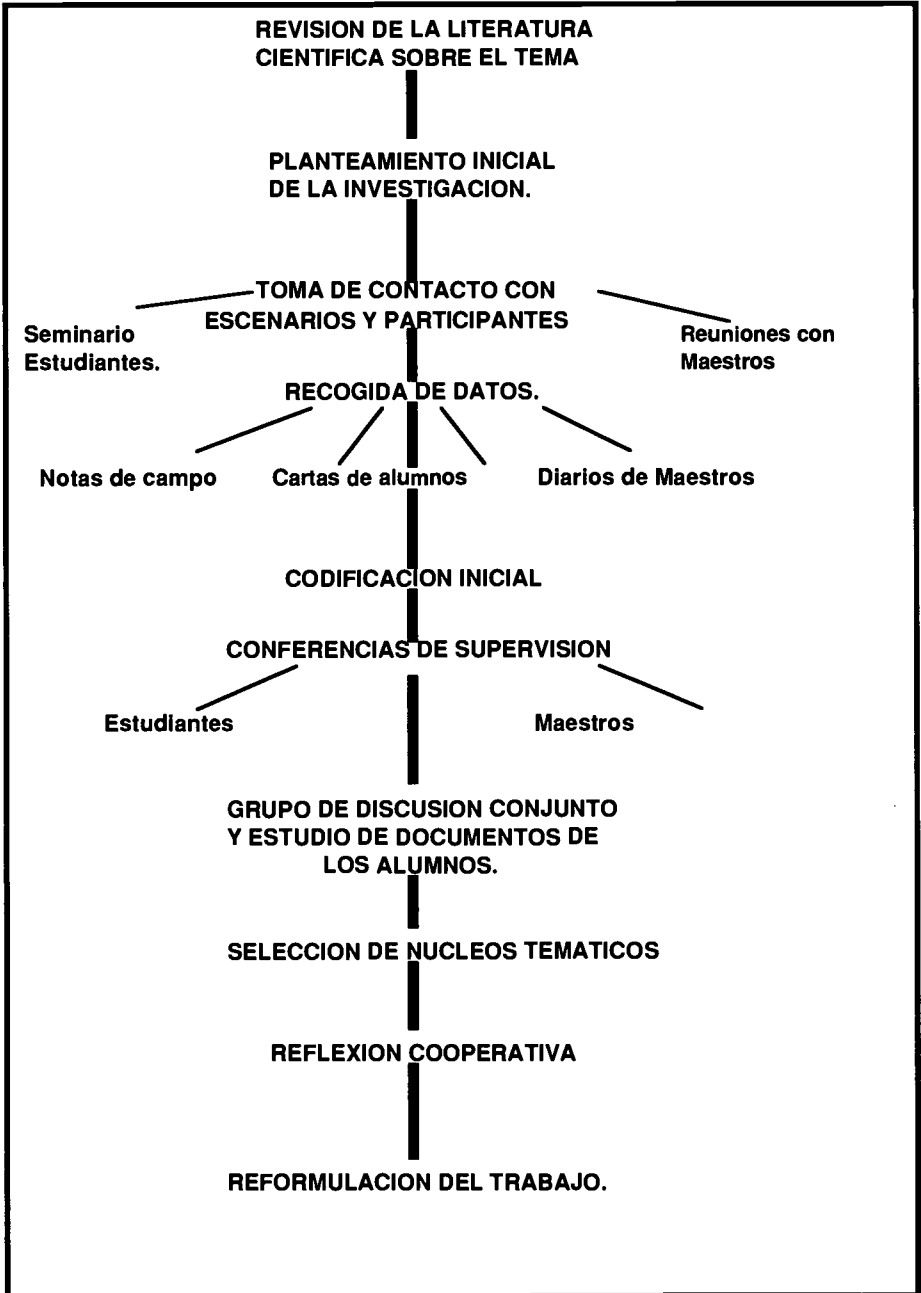 REVISION DE LA LITERATURA
CIENTIFICA SOBRE EL TEMA
PLANTEAMIENTO INICIAL
DE LA INVESTIGACION.
TOMA DE CONTACTO CON
ESCENARIOS Y PARTICIPANTES
Seminario
Estudiantes.
Reuniones con
Maestros
RECOGIDA DE DATOS.
Notas de campo
Cartas de alumnos
Diarios de Maestros
CODIFICACION INICIAL
CONFERENCIAS DE SUPERVISION
Estudiantes
Maestros
GRUPO DE DISCUSION CONJUNTO
Y ESTUDIO DE DOCUMENTOS DE
LOS ALUMNOS.
SELECCION DE NUCLEOS TEMATICOS
REFLEXION COOPERATIVA
REFORMULACION DEL TRABAJO.